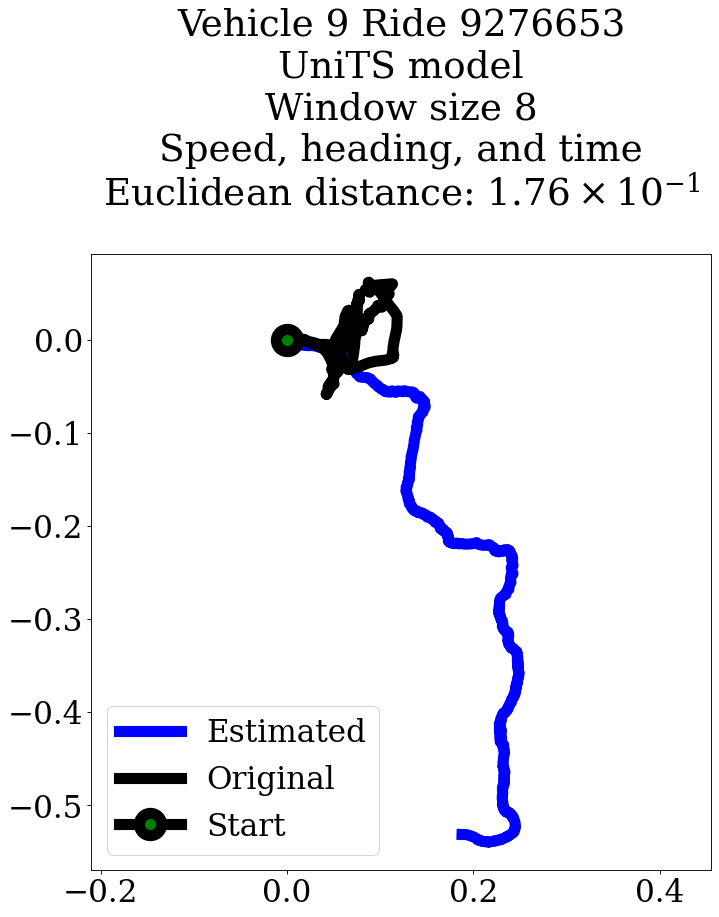 Vehicle 9 Ride 9276653
UniTS model
Window size 8
Speed, heading, and time
Euclidean distance: 1.76 × 10⁻¹
0.0
−0.1
−0.2
−0.3
−0.4
−0.5
Estimated
Original
Start
−0.2
0.0
0.2
0.4